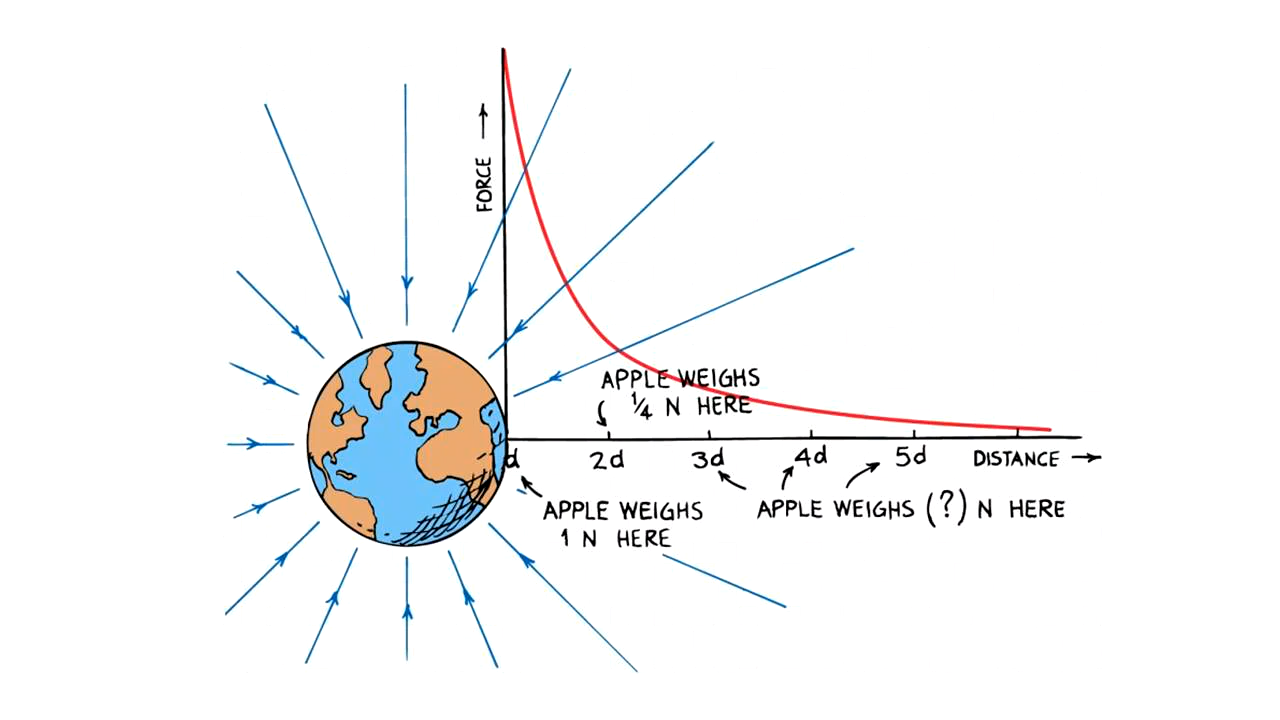 FORCE →
APPLE WEIGHS
1/4 N HERE
d 2d 3d 4d 5d DISTANCE →
APPLE WEIGHS
1 N HERE
APPLE WEIGHS (?) N HERE